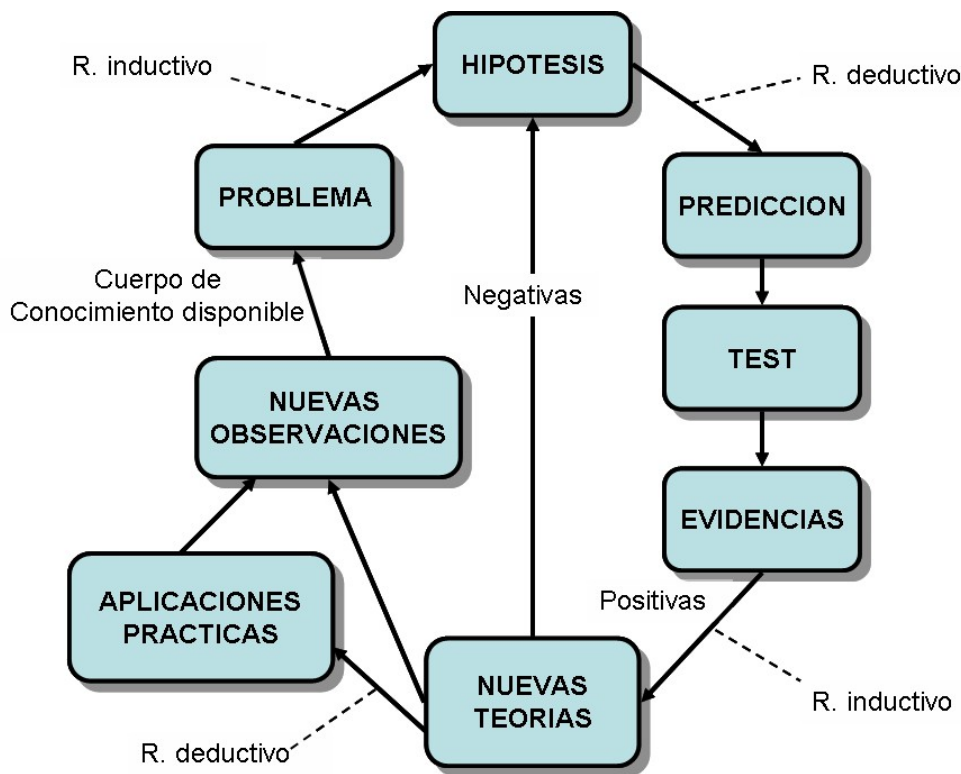 HIPOTESIS
R. inductivo
R. deductivo
PROBLEMA
PREDICCION
Cuerpo de
Conocimiento disponible
Negativas
TEST
NUEVAS
OBSERVACIONES
EVIDENCIAS
APLICACIONES
PRACTICAS
Positivas
NUEVAS
TEORIAS
R. inductivo
R. deductivo